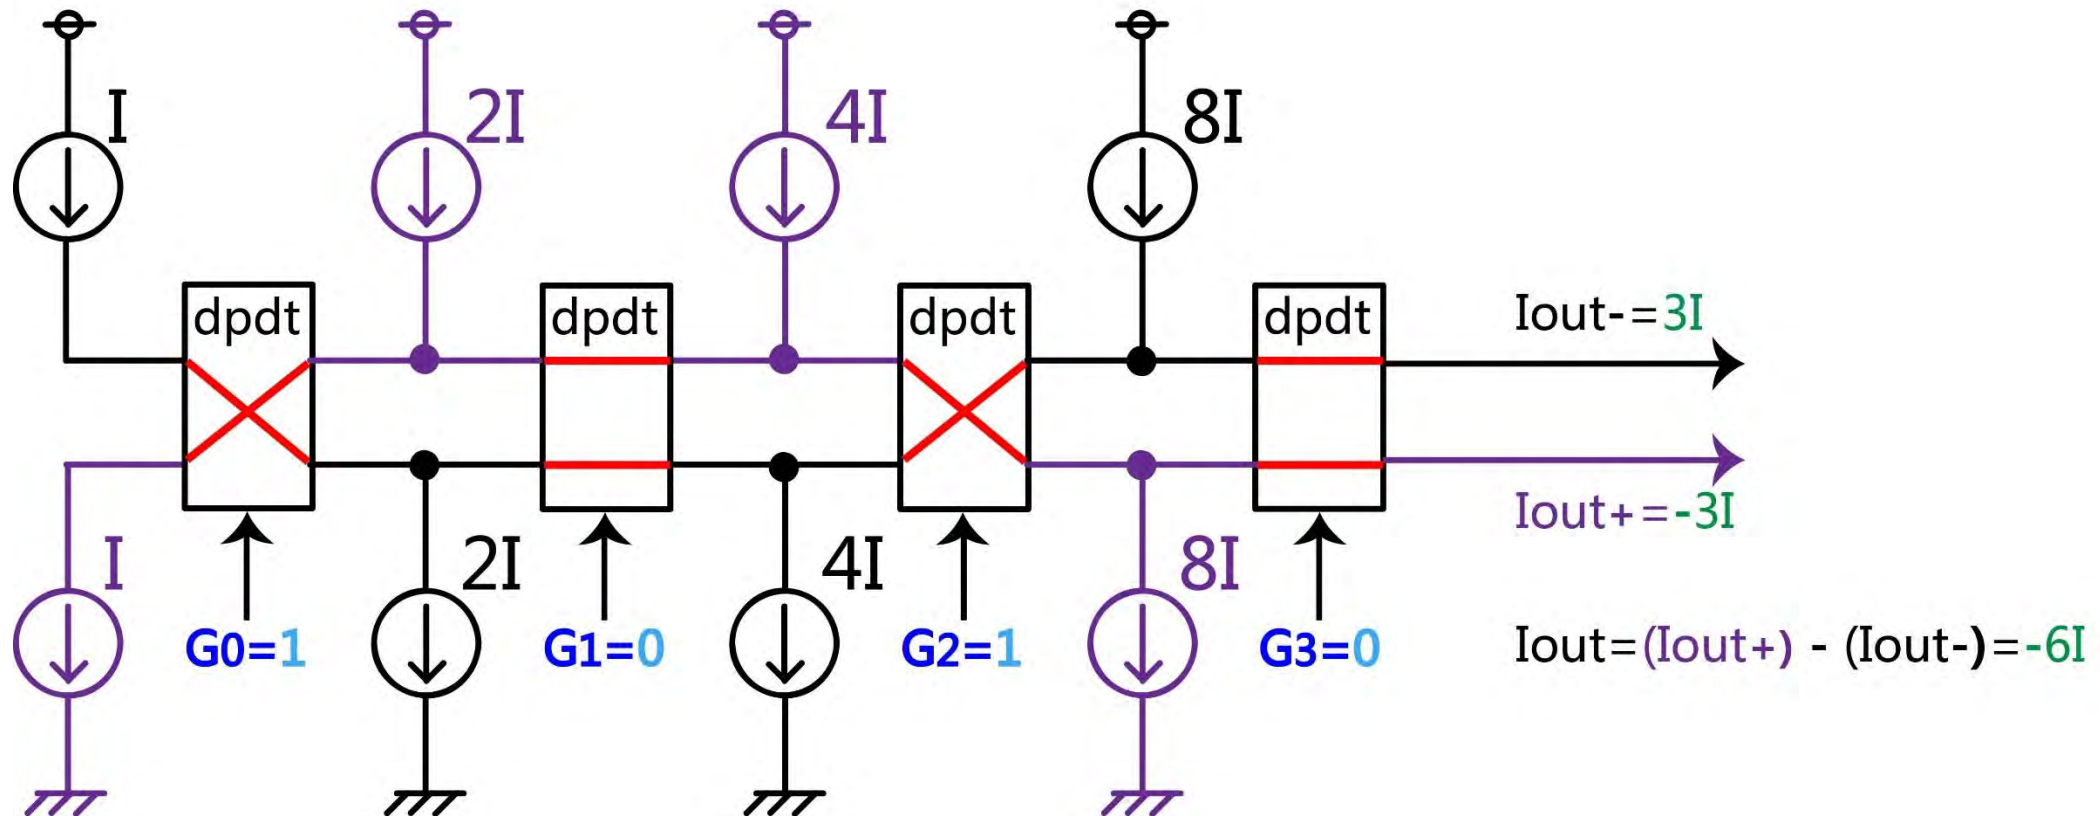 I 2I 4I 8I
dpdt dpdt dpdt dpdt
Iout-=3I
Iout+=-3I
I 2I 4I 8I
G0=1 G1=0 G2=1 G3=0
Iout=(Iout+) - (Iout-)=-6I